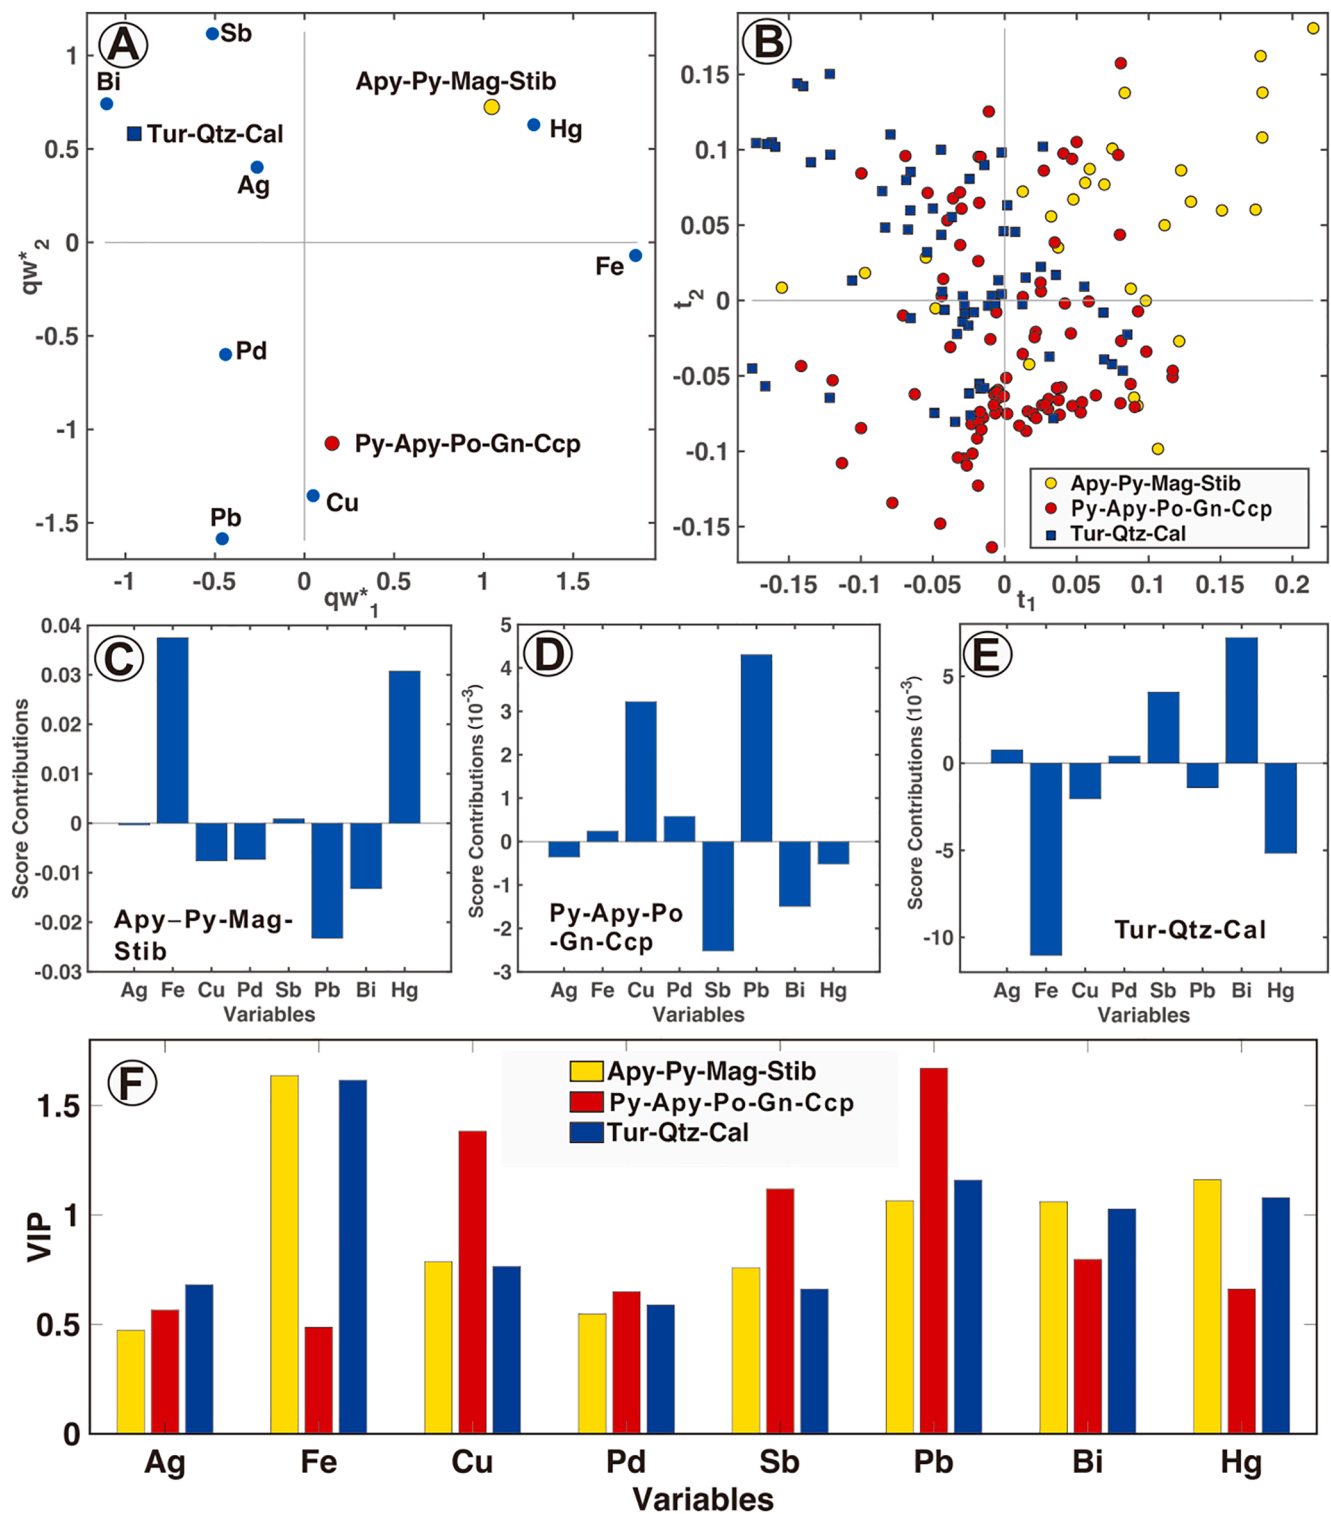 A
1
0.5
0
-0.5
-1
-1.5
qw*2
Sb
Bi
Apy-Py-Mag-Stib
Hg
Tur-Qtz-Cal
Ag
Fe
Pd
Py-Apy-Po-Gn-Ccp
Cu
Pb
-1 -0.5 0 0.5 1 1.5
qw*1
B
0.15
0.1
0.05
0
-0.05
-0.1
-0.15
t2
Apy-Py-Mag-Stib
Py-Apy-Po-Gn-Ccp
Tur-Qtz-Cal
-0.15 -0.1 -0.05 0 0.05 0.1 0.15 0.2
t1
C
0.04
0.03
0.02
0.01
0
-0.01
-0.02
-0.03
Score Contributions
Apy–Py-Mag-
Stib
Ag Fe Cu Pd Sb Pb Bi Hg
Variables
D
5
4
3
2
1
0
-1
-2
-3
Score Contributions (10-3)
Py-Apy-Po
-Gn-Ccp
Ag Fe Cu Pd Sb Pb Bi Hg
Variables
E
5
0
-5
-10
Score Contributions (10-3)
Tur-Qtz-Cal
Ag Fe Cu Pd Sb Pb Bi Hg
Variables
F
1.5
1
0.5
0
VIP
Apy-Py-Mag-Stib
Py-Apy-Po-Gn-Ccp
Tur-Qtz-Cal
Ag Fe Cu Pd Sb Pb Bi Hg
Variables